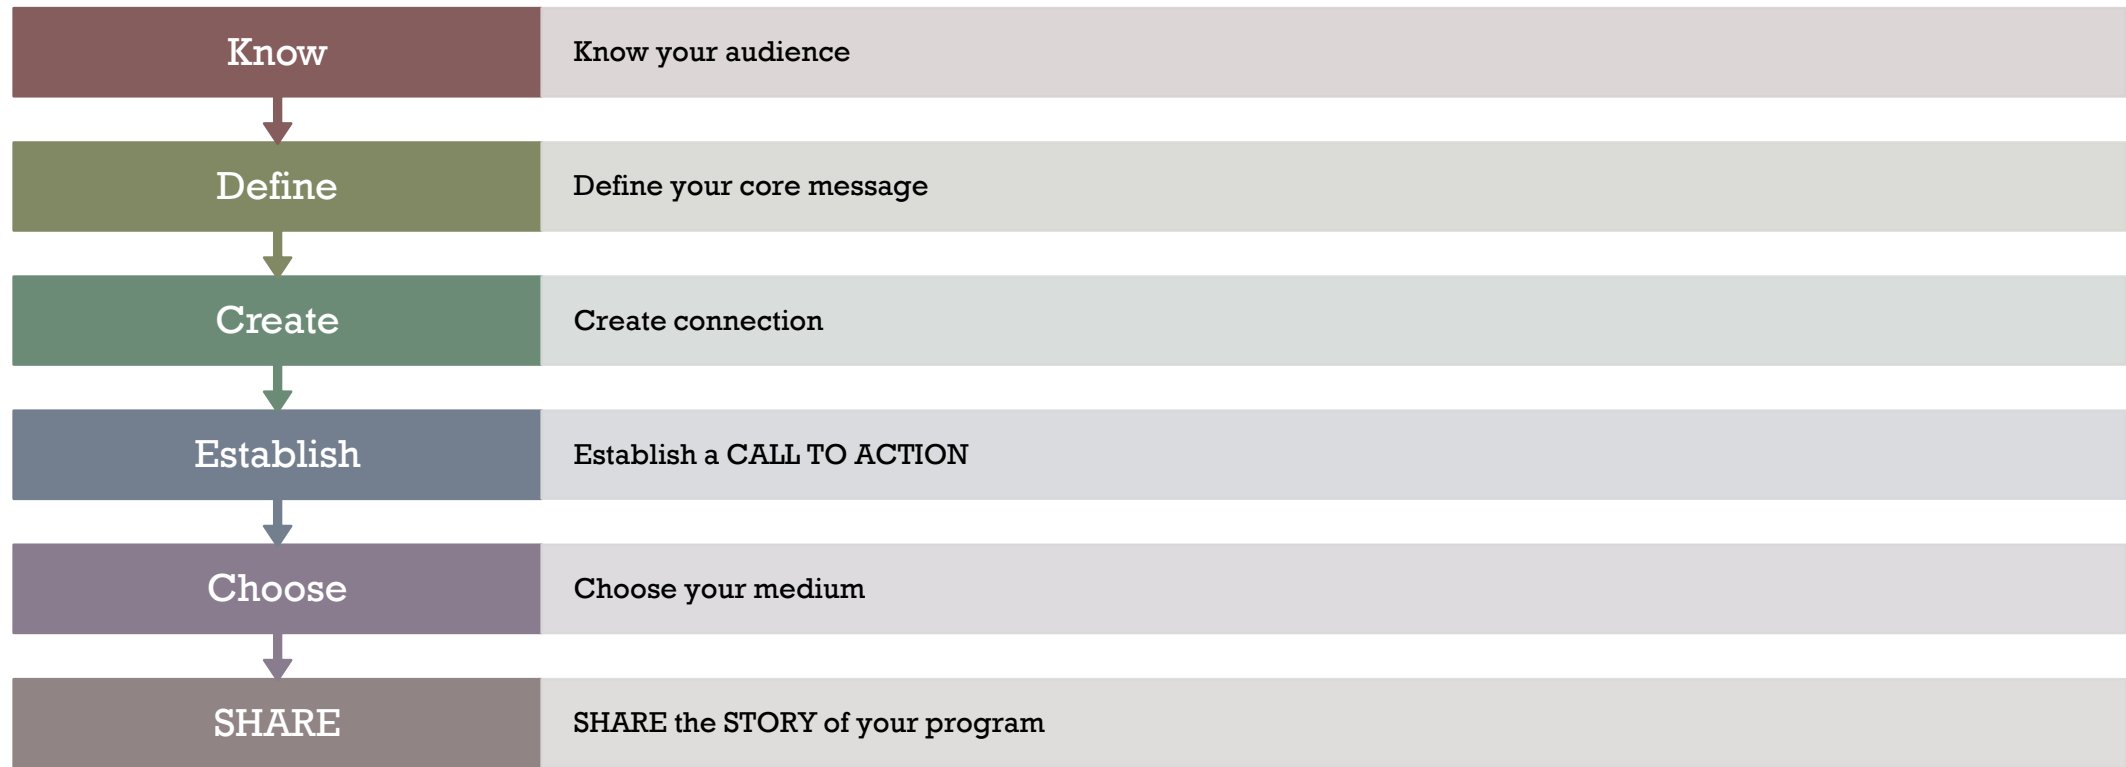 Know
Know your audience
Define
Define your core message
Create
Create connection
Establish
Establish a CALL TO ACTION
Choose
Choose your medium
SHARE
SHARE the STORY of your program